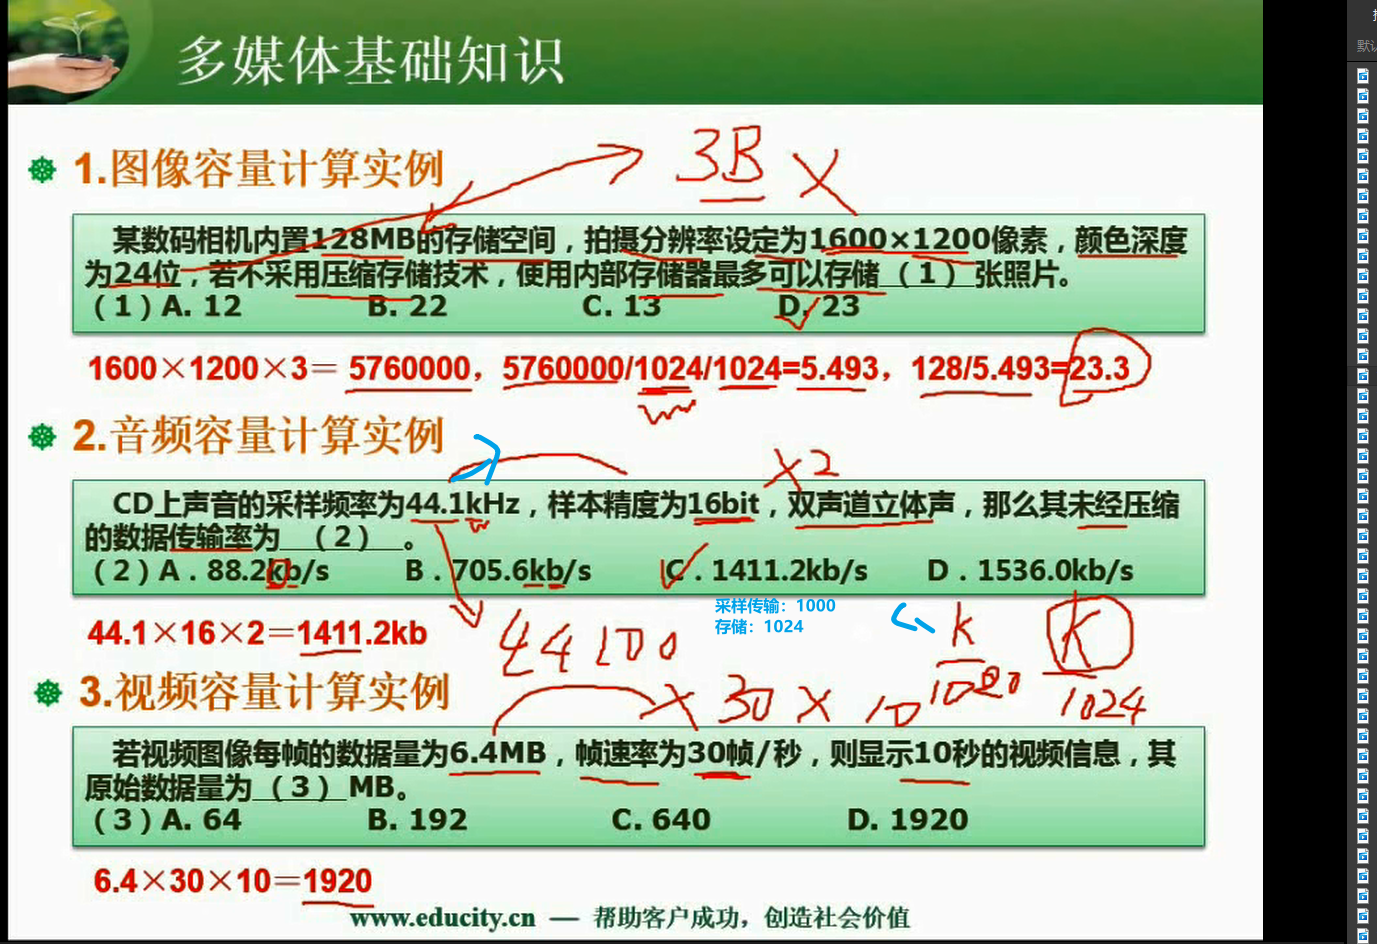 多媒体基础知识
1.图像容量计算实例
3B ×
某数码相机内置128MB的存储空间，拍摄分辨率设定为1600×1200像素，颜色深度
为24位，若不采用压缩存储技术，使用内部存储器最多可以存储（1）张照片。
（1）A. 12 B. 22 C. 13 D. 23
1600×1200×3＝ 5760000，5760000/1024/1024=5.493，128/5.493=23.3
2.音频容量计算实例
×2
CD上声音的采样频率为44.1kHz，样本精度为16bit，双声道立体声，那么其未经压缩
的数据传输率为 （2） 。
（2）A．88.2kb/s B．705.6kb/s C．1411.2kb/s D．1536.0kb/s
采样传输：1000
存储：1024
44.1×16×2＝1411.2kb
44100
k K
1000 1024
3.视频容量计算实例
×30×10
若视频图像每帧的数据量为6.4MB，帧速率为30帧/秒，则显示10秒的视频信息，其
原始数据量为（3）MB。
（3）A. 64 B. 192 C. 640 D. 1920
6.4×30×10＝1920
www.educity.cn — 帮助客户成功，创造社会价值
默认